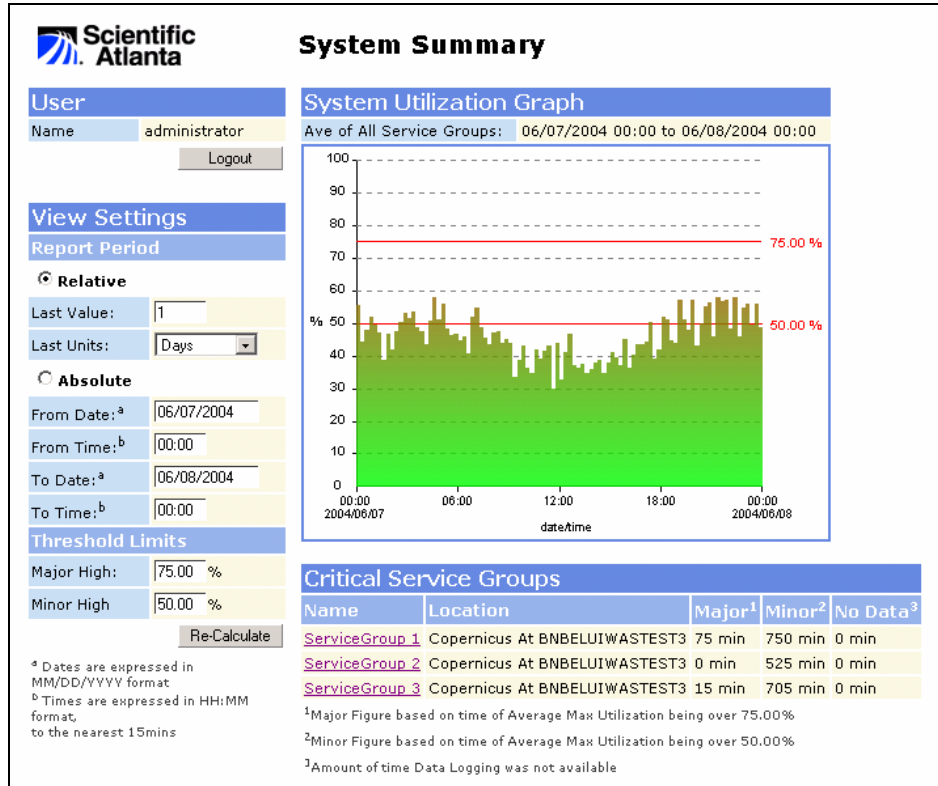 Scientific
Atlanta
System Summary
User
Name administrator
Logout
View Settings
Report Period
Relative
Last Value: 1
Last Units: Days
Absolute
From Date:ᵃ 06/07/2004
From Time:ᵇ 00:00
To Date:ᵃ 06/08/2004
To Time:ᵇ 00:00
Threshold Limits
Major High: 75.00 %
Minor High 50.00 %
Re-Calculate
ᵃ Dates are expressed in
MM/DD/YYYY format
ᵇ Times are expressed in HH:MM
format,
to the nearest 15mins
System Utilization Graph
Ave of All Service Groups: 06/07/2004 00:00 to 06/08/2004 00:00
100
90
80
75.00 %
70
60
% 50
50.00 %
40
30
20
10
0
00:00 06:00 12:00 18:00 00:00
2004/06/07 2004/06/08
date/time
Critical Service Groups
Name Location Major¹ Minor² No Data³
ServiceGroup 1 Copernicus At BNBELUIWASTEST3 75 min 750 min 0 min
ServiceGroup 2 Copernicus At BNBELUIWASTEST3 0 min 525 min 0 min
ServiceGroup 3 Copernicus At BNBELUIWASTEST3 15 min 705 min 0 min
¹Major Figure based on time of Average Max Utilization being over 75.00%
²Minor Figure based on time of Average Max Utilization being over 50.00%
³Amount of time Data Logging was not available